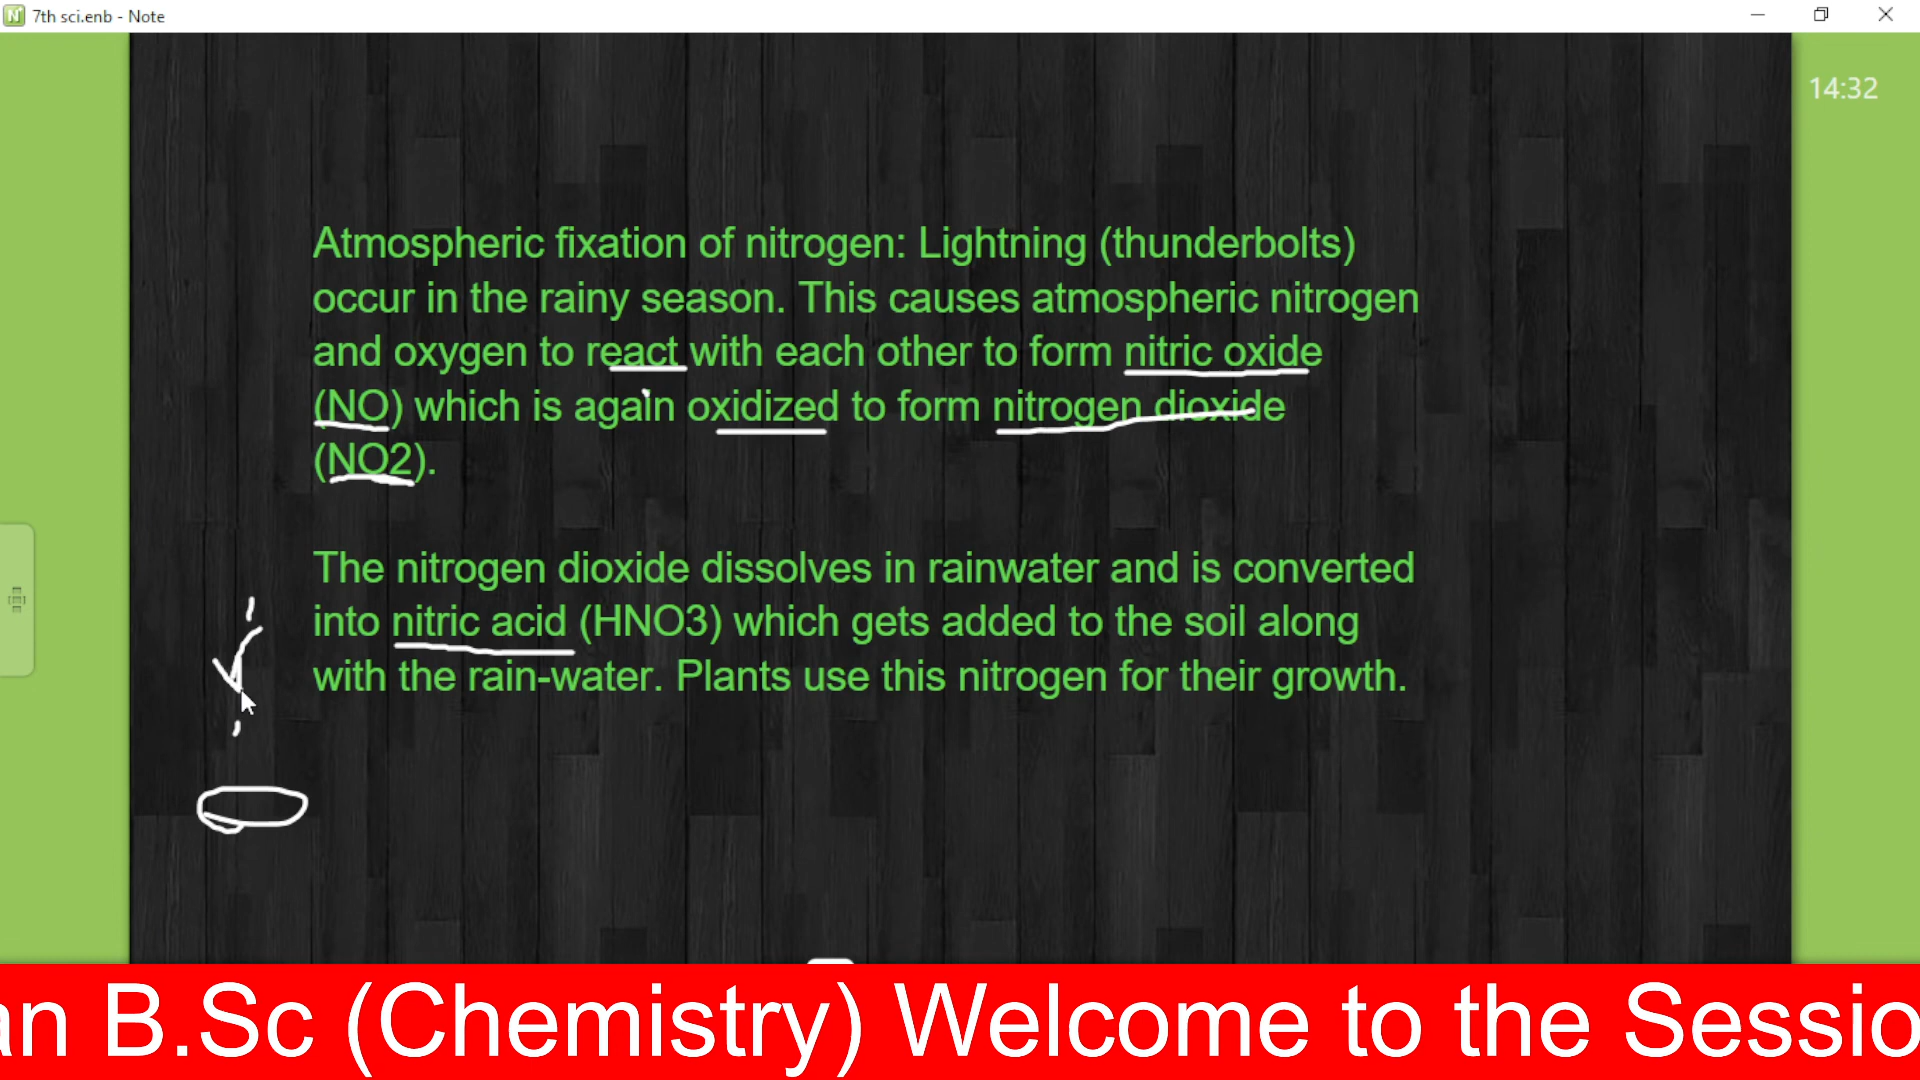 7th sci.enb - Note
14:32
Atmospheric fixation of nitrogen: Lightning (thunderbolts)
occur in the rainy season. This causes atmospheric nitrogen
and oxygen to react with each other to form nitric oxide
(NO) which is again oxidized to form nitrogen dioxide
(NO2).
The nitrogen dioxide dissolves in rainwater and is converted
into nitric acid (HNO3) which gets added to the soil along
with the rain-water. Plants use this nitrogen for their growth.
an B.Sc (Chemistry) Welcome to the Sessio